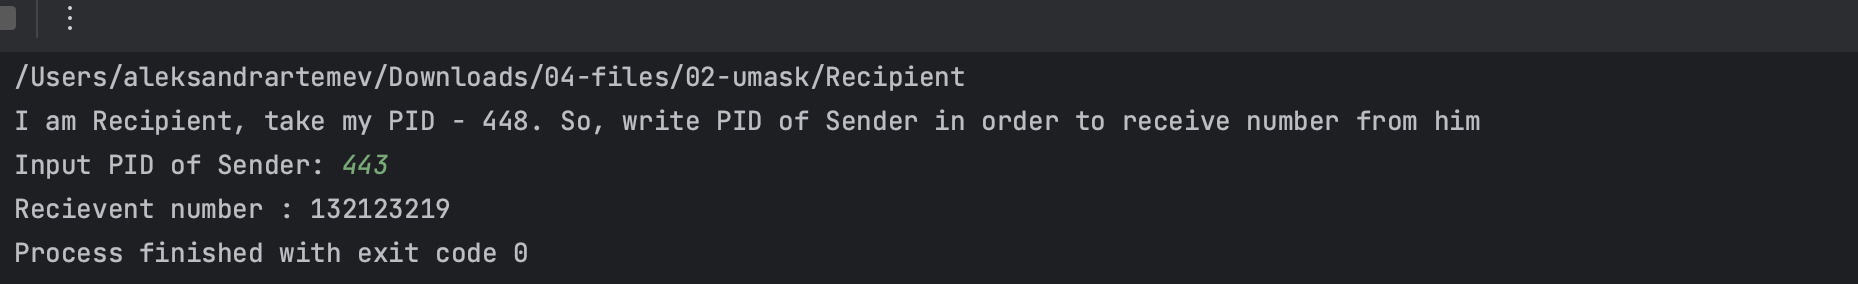 /Users/aleksandrartemev/Downloads/04-files/02-umask/Recipient
I am Recipient, take my PID - 448. So, write PID of Sender in order to receive number from him
Input PID of Sender: 443
Recievent number : 132123219
Process finished with exit code 0